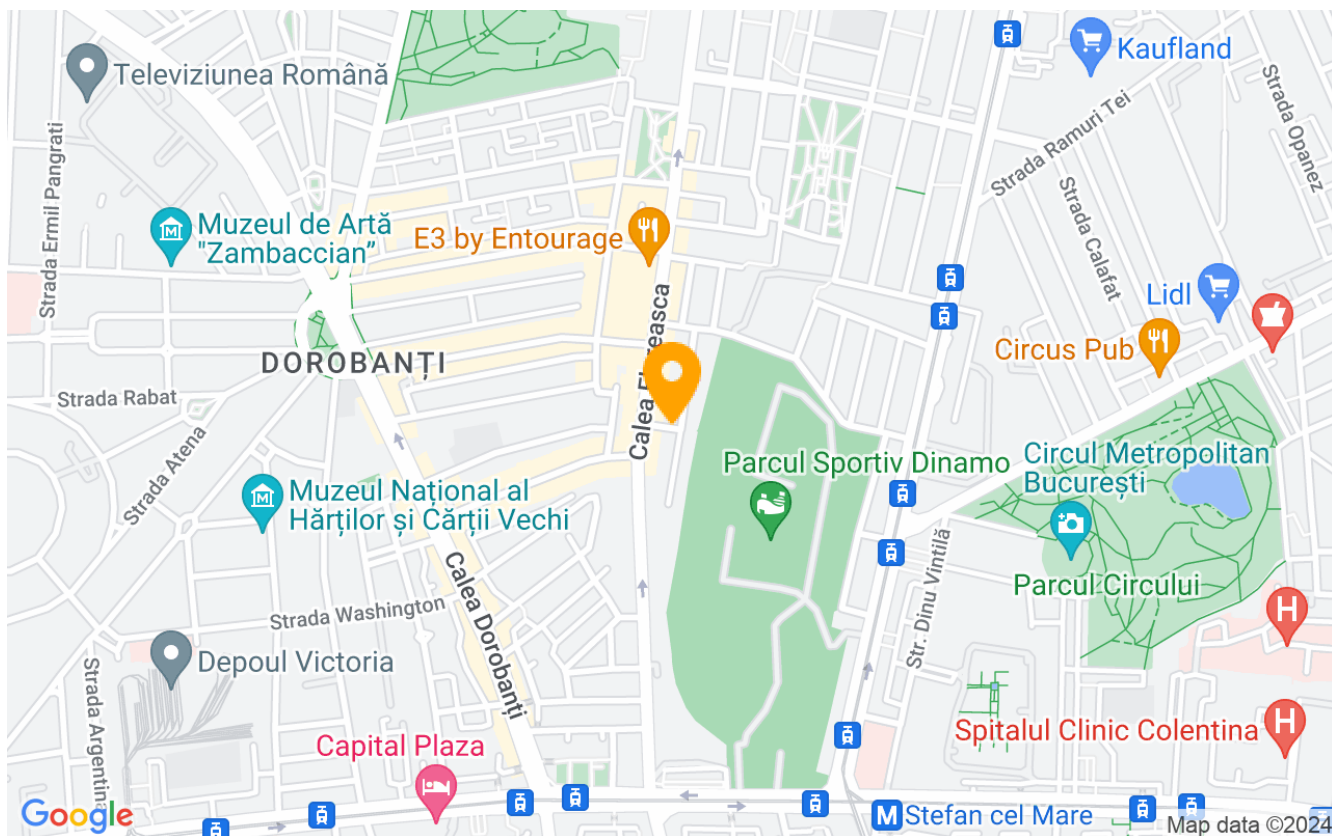 Televiziunea Română
Kaufland
Strada Opanez
Strada Ramuri Tei
Strada Ermil Pangrati
Strada Calafat
Muzeul de Artă
"Zambaccian”
E3 by Entourage
Lidl
Circus Pub
DOROBANȚI
Calea
Strada Rabat
Strada Atena
Parcul Sportiv Dinamo
Circul Metropolitan
București
Muzeul Național al
Hărților și Cărții Vechi
Calea Dorobanți
Str. Dinu Vintilă
Parcul Circului
H
Strada Washington
Depoul Victoria
Strada Argentina
Spitalul Clinic Colentina
H
Capital Plaza
Google
M Stefan cel Mare
Map data ©2024